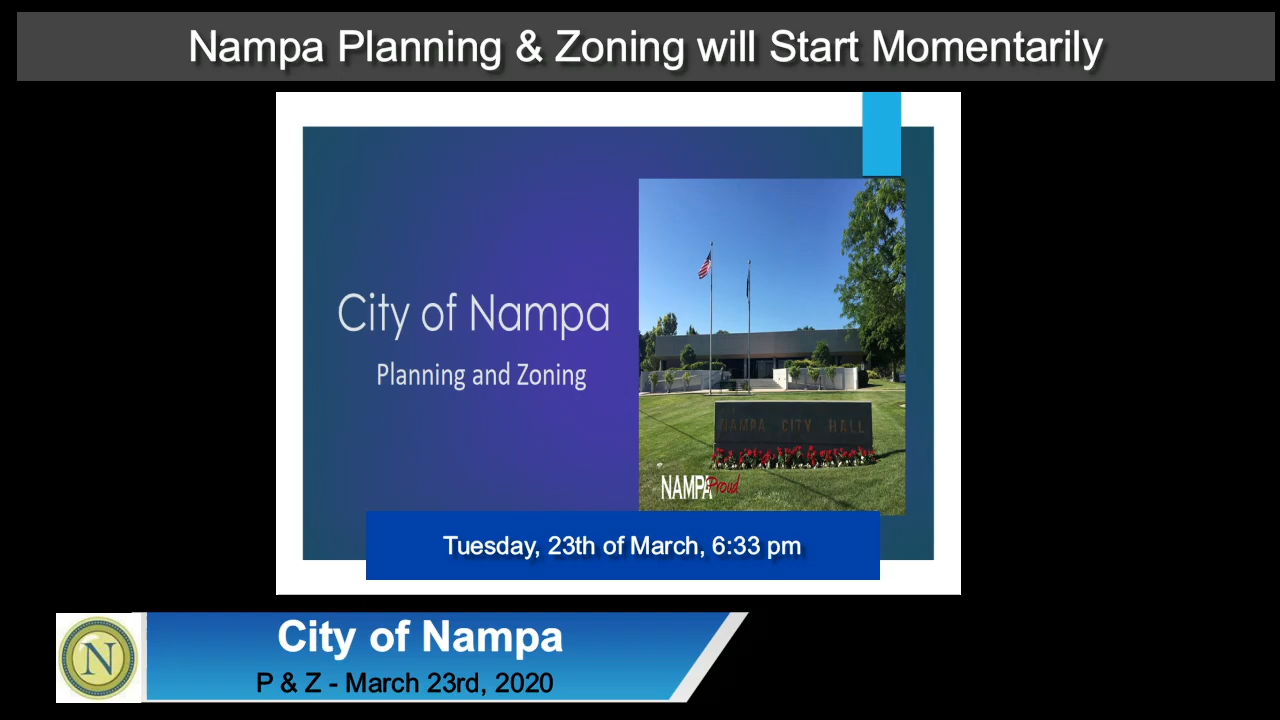 Nampa Planning & Zoning will Start Momentarily
City of Nampa
Planning and Zoning
NAMPA CITY HALL
NAMPA Proud
Tuesday, 23th of March, 6:33 pm
N
City of Nampa
P & Z - March 23rd, 2020